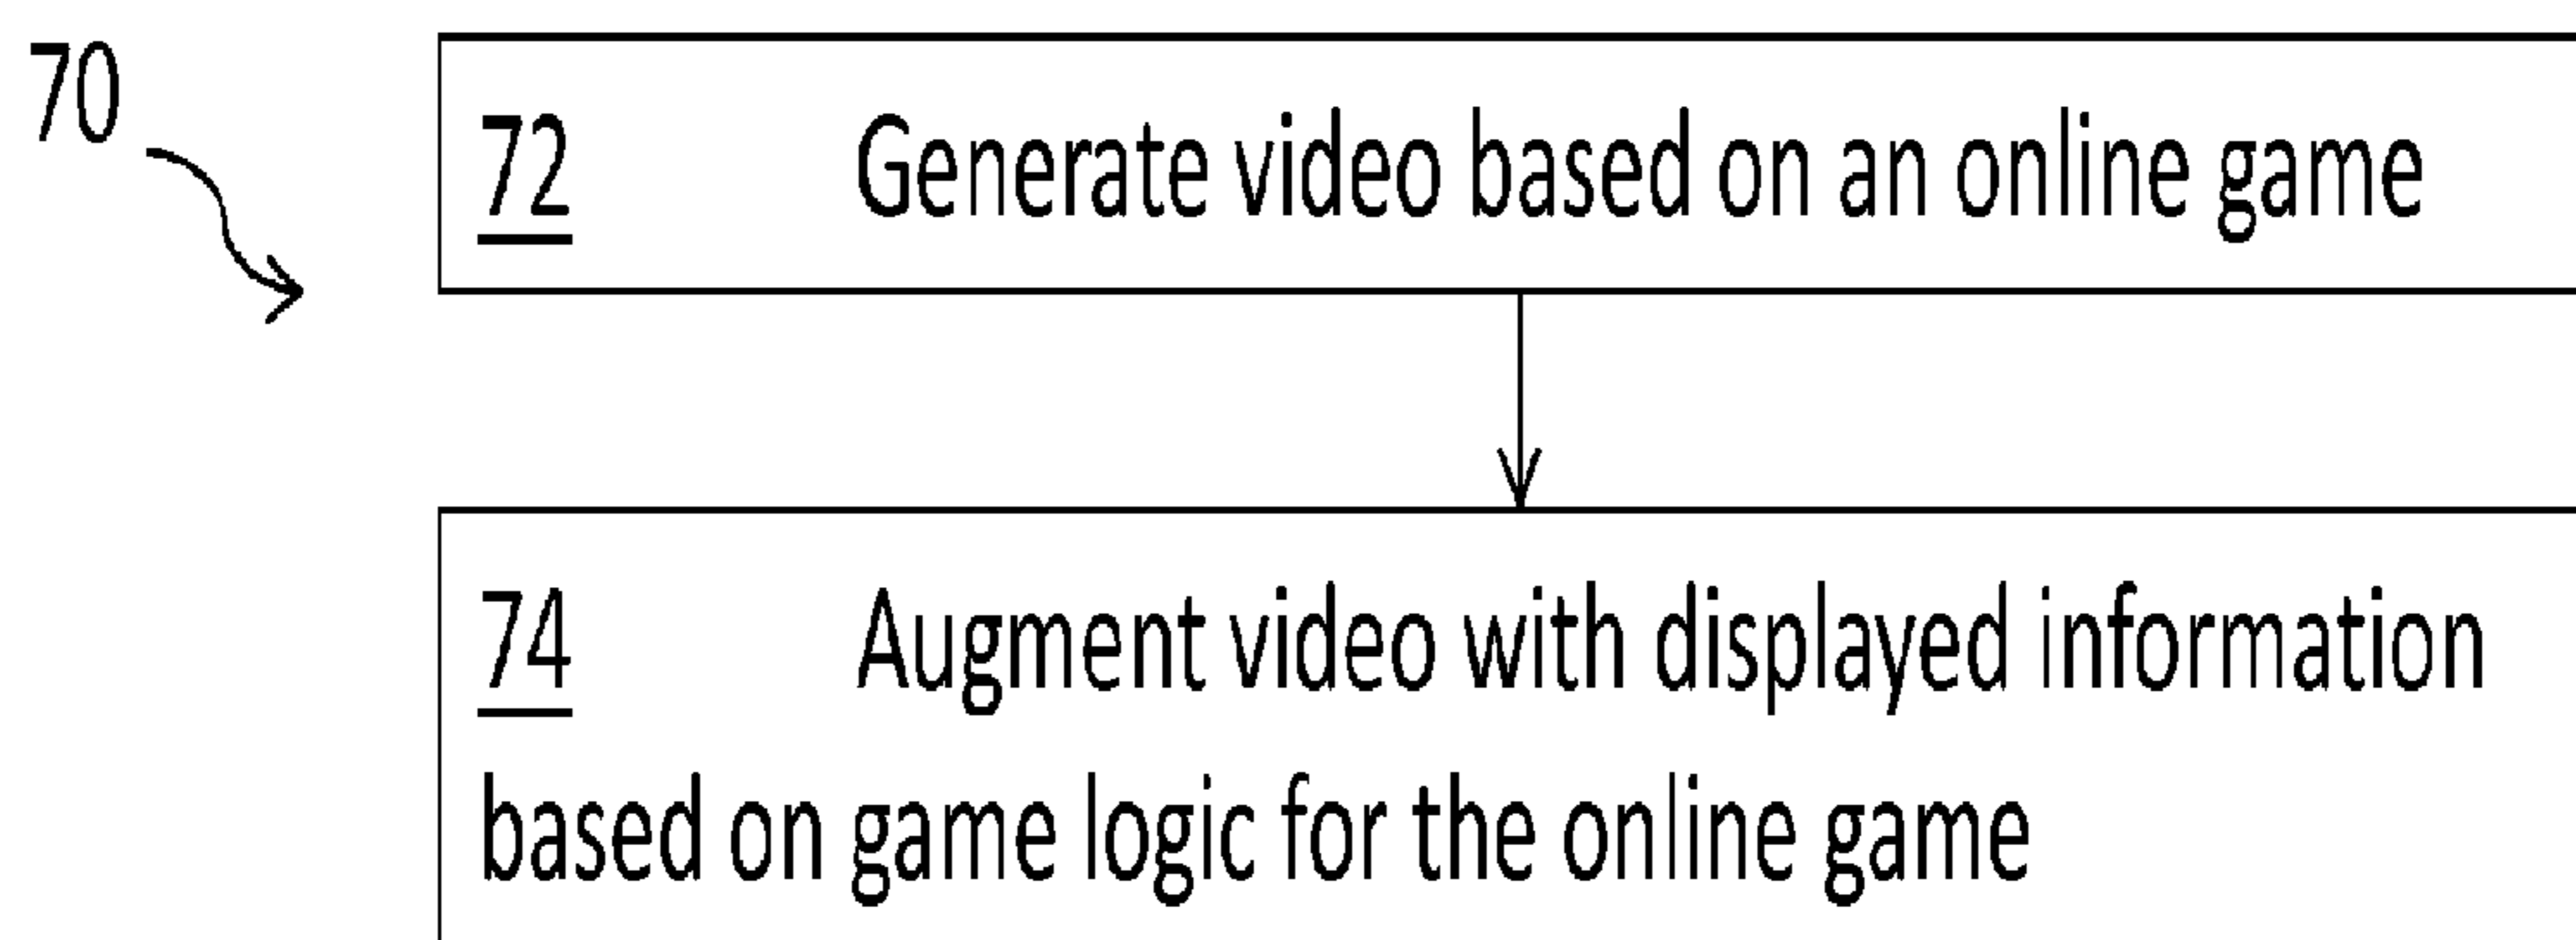 70
72 Generate video based on an online game
74 Augment video with displayed information
based on game logic for the online game